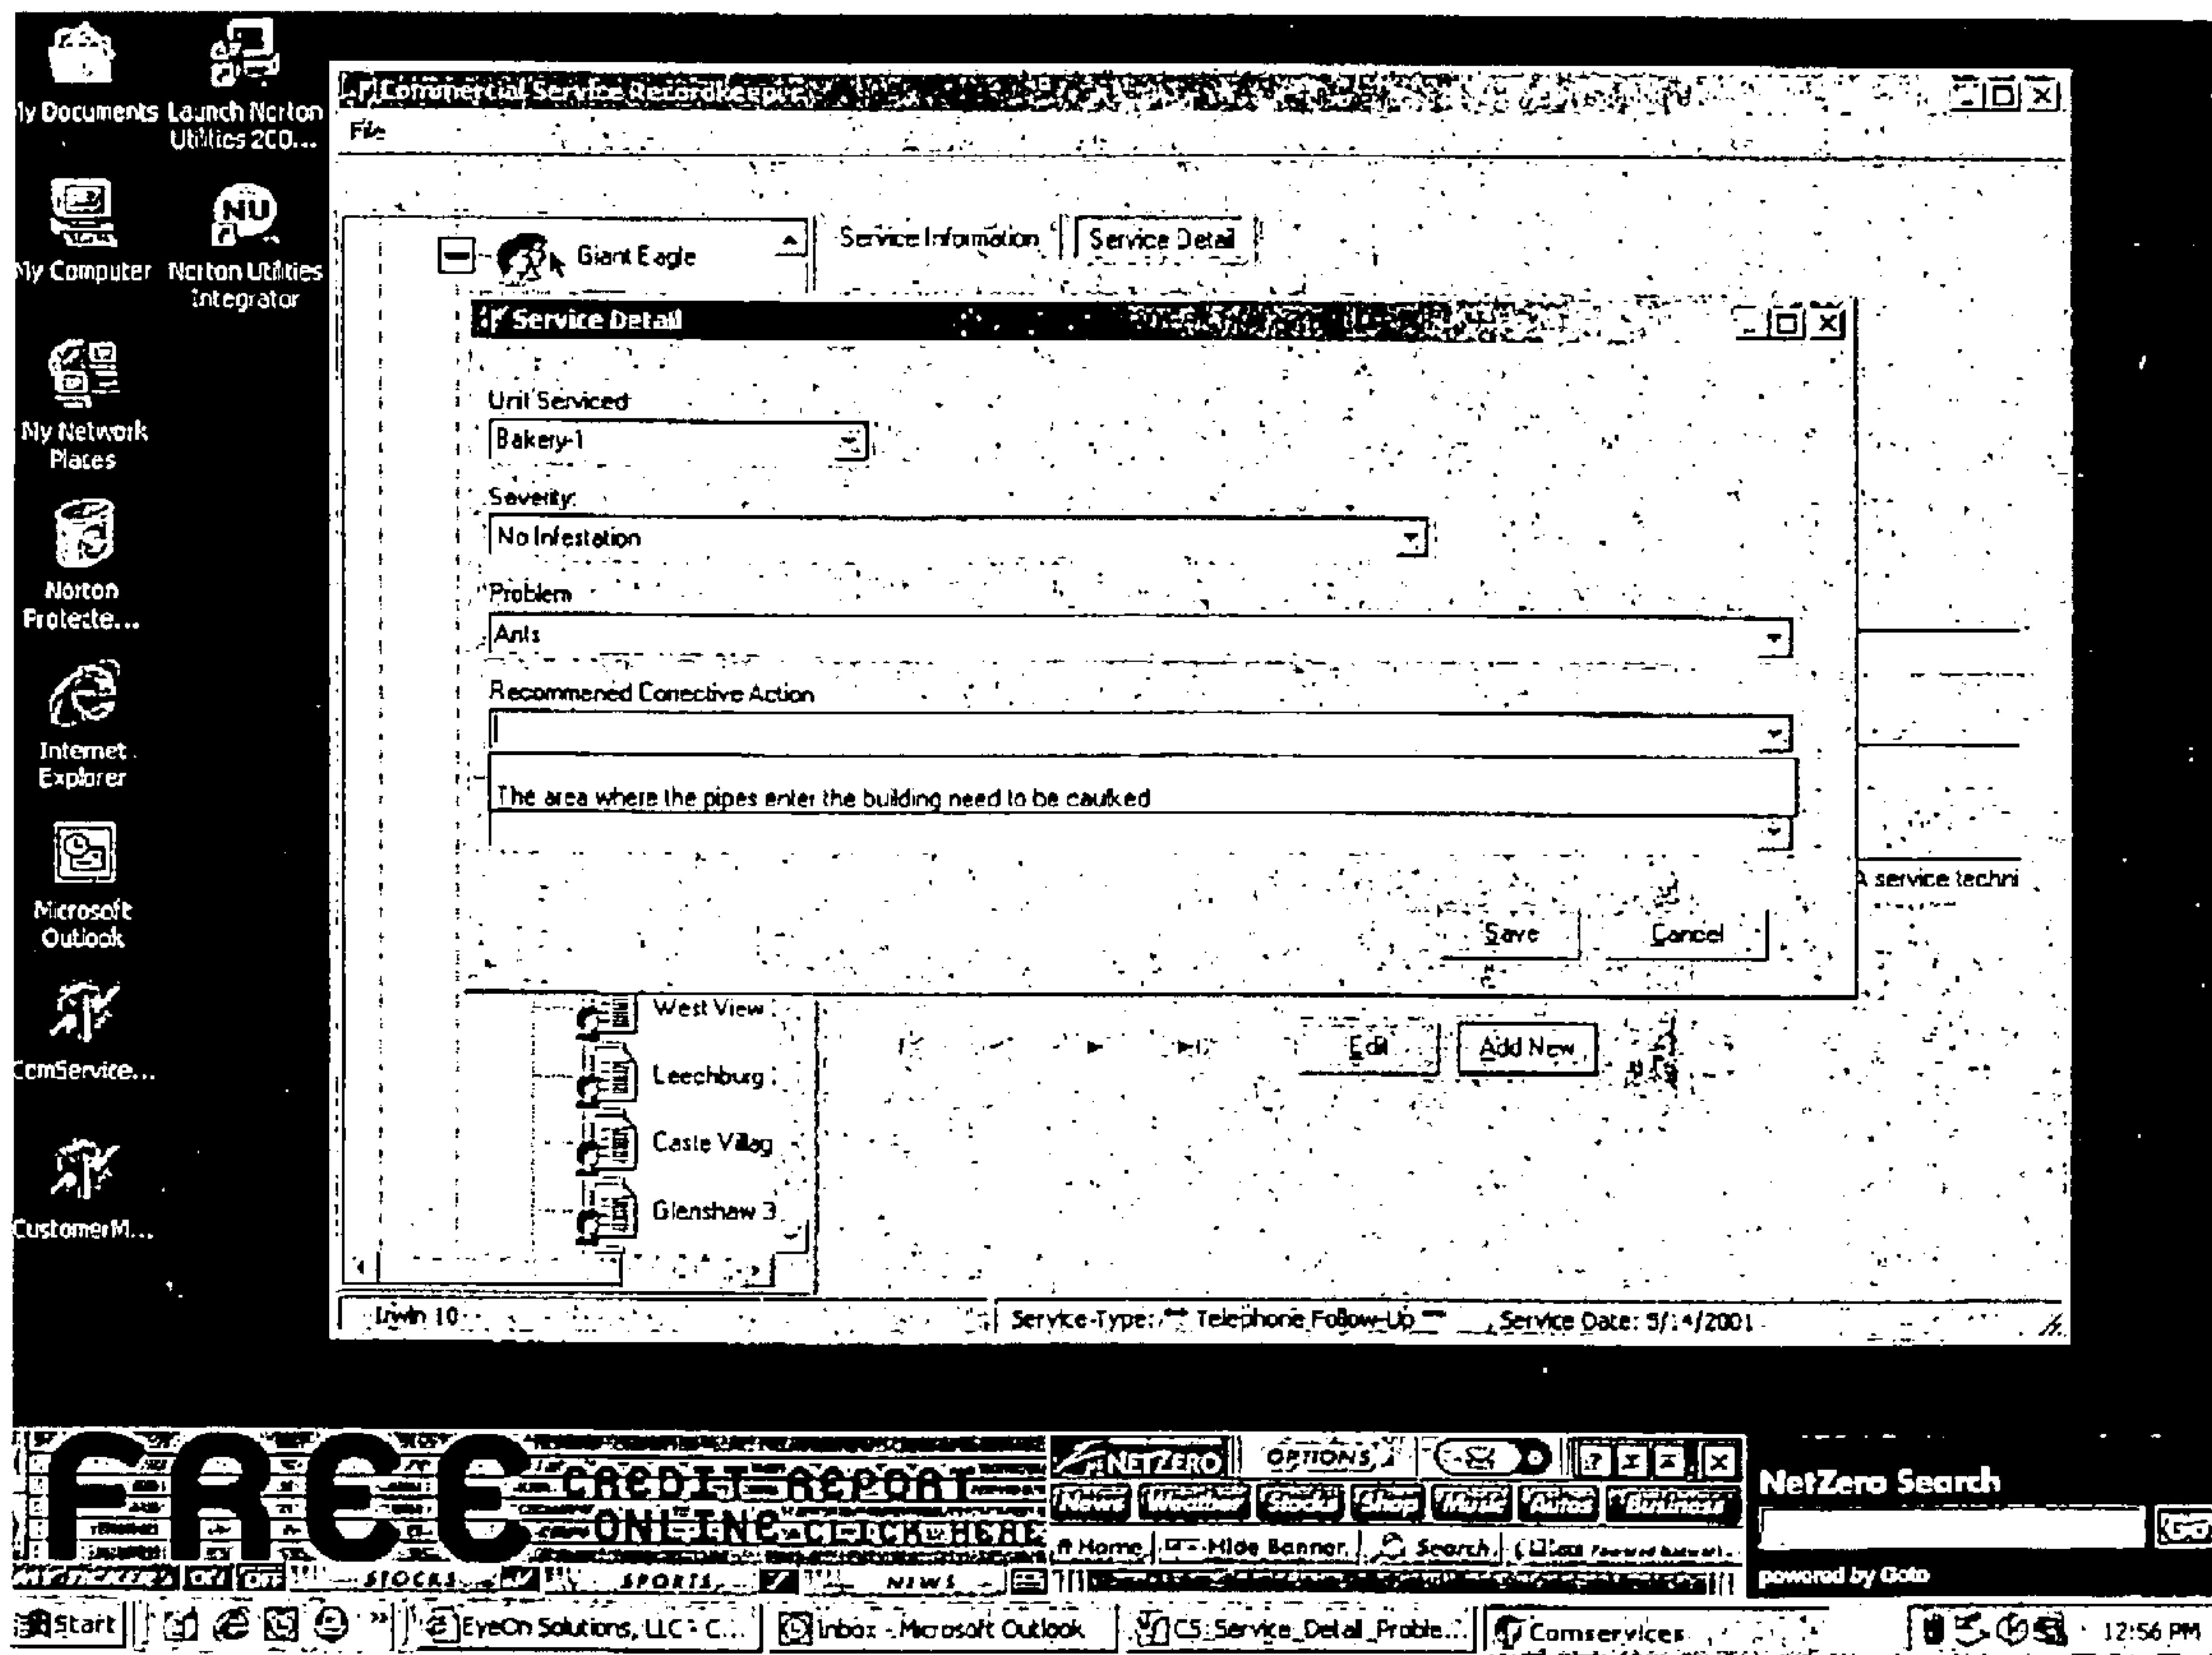 My Documents
Launch Norton
Utilities 200...
My Computer
Norton Utilities
Integrator
My Network
Places
Norton
Protecte...
Internet
Explorer
Microsoft
Outlook
ComService...
CustomerM...
Commercial Service Recordkeeper
File
Giant Eagle
Service Information
Service Detail
Service Detail
Unit Serviced
Bakery-1
Severity:
No Infestation
Problem
Ants
Recommened Corrective Action
The area where the pipes enter the building need to be caulked
A service techni
Save
Cancel
West View
Leechburg
Castle Villag
Glenshaw 3
Edit
Add New
Irwin 10
Service-Type: ** Telephone Follow-Up **
Service Date: 5/14/2001
FREE
CREDIT REPORT
ONLINE CLICK HERE
NETZERO
OPTIONS
News Weather Stocks Shop Music Autos Business
Home Hide Banner Search
STOCKS SPORTS NEWS
NetZero Search
GO
powered by Goto
Start
EyeOn Solutions, LLC - C...
Inbox - Microsoft Outlook
CS_Service_Detail_Proble...
Comservices
12:56 PM